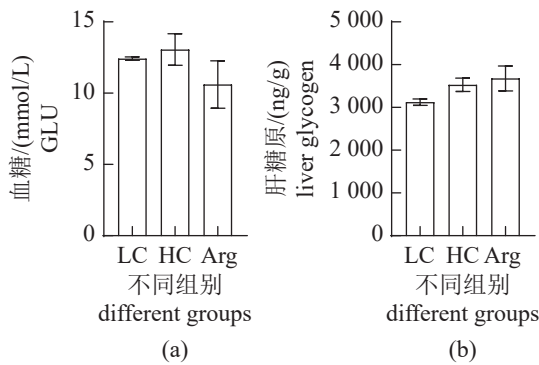 血糖/(mmol/L)
GLU
15
10
5
0
LC HC Arg
不同组别
different groups
(a)
肝糖原/(ng/g)
liver glycogen
5 000
4 000
3 000
2 000
1 000
0
LC HC Arg
不同组别
different groups
(b)